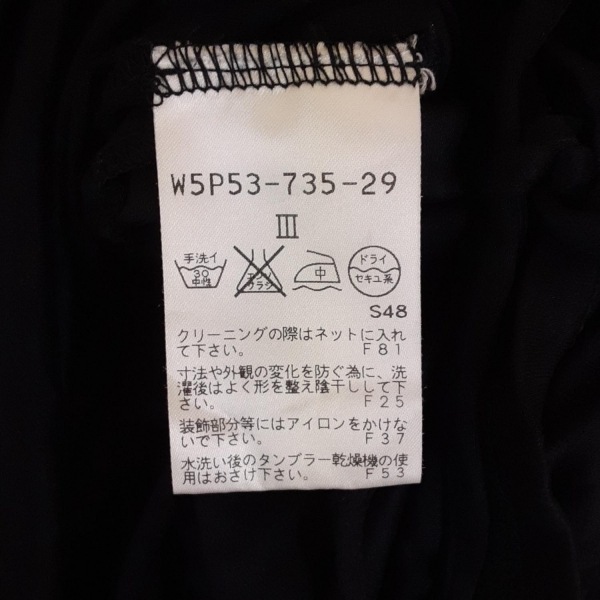 W5P53-735-29
III
手洗イ
30
中性
エンソ
サラシ
中
ドライ
セキユ系
S48
クリーニングの際はネットに入れ
て下さい。 F81
寸法や外観の変化を防ぐ為に、洗
濯後はよく形を整え陰干しして下
さい。 F25
装飾部分等にはアイロンをかけな
いで下さい。 F37
水洗い後のタンブラー乾燥機の使
用はおさけ下さい。 F53